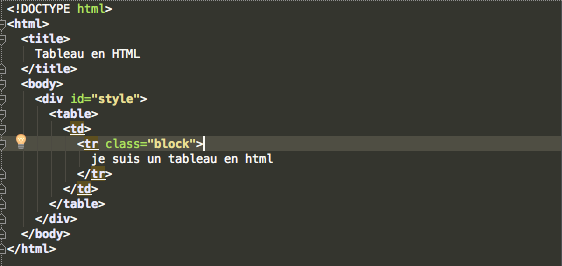 <!DOCTYPE html>
<html>
<title>
Tableau en HTML
</title>
<body>
<div id="style">
<table>
<td>
<tr class="block">
je suis un tableau en html
</tr>
</td>
</table>
</div>
</body>
</html>